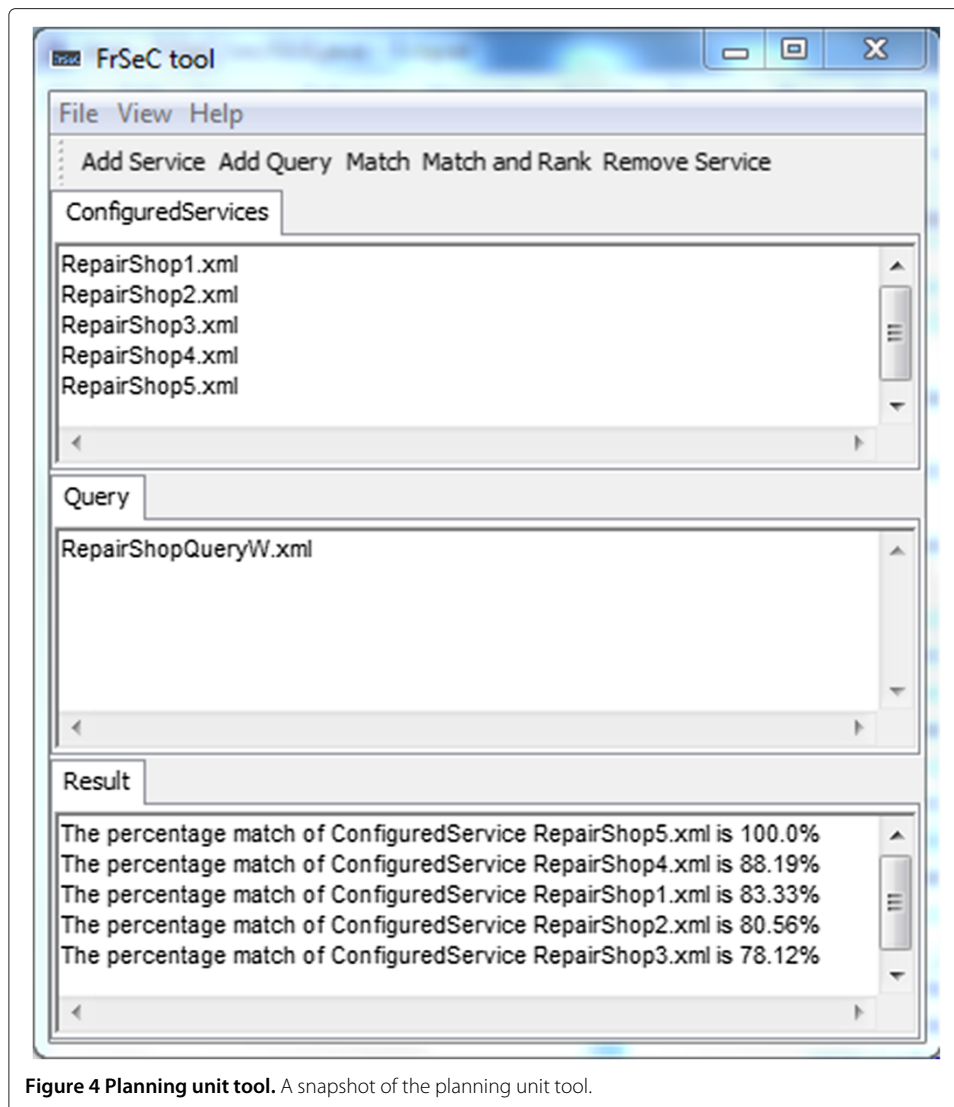 FrSeC tool
File View Help
Add Service Add Query Match Match and Rank Remove Service
ConfiguredServices
RepairShop1.xml
RepairShop2.xml
RepairShop3.xml
RepairShop4.xml
RepairShop5.xml
Query
RepairShopQueryW.xml
Result
The percentage match of ConfiguredService RepairShop5.xml is 100.0%
The percentage match of ConfiguredService RepairShop4.xml is 88.19%
The percentage match of ConfiguredService RepairShop1.xml is 83.33%
The percentage match of ConfiguredService RepairShop2.xml is 80.56%
The percentage match of ConfiguredService RepairShop3.xml is 78.12%
Figure 4 Planning unit tool. A snapshot of the planning unit tool.